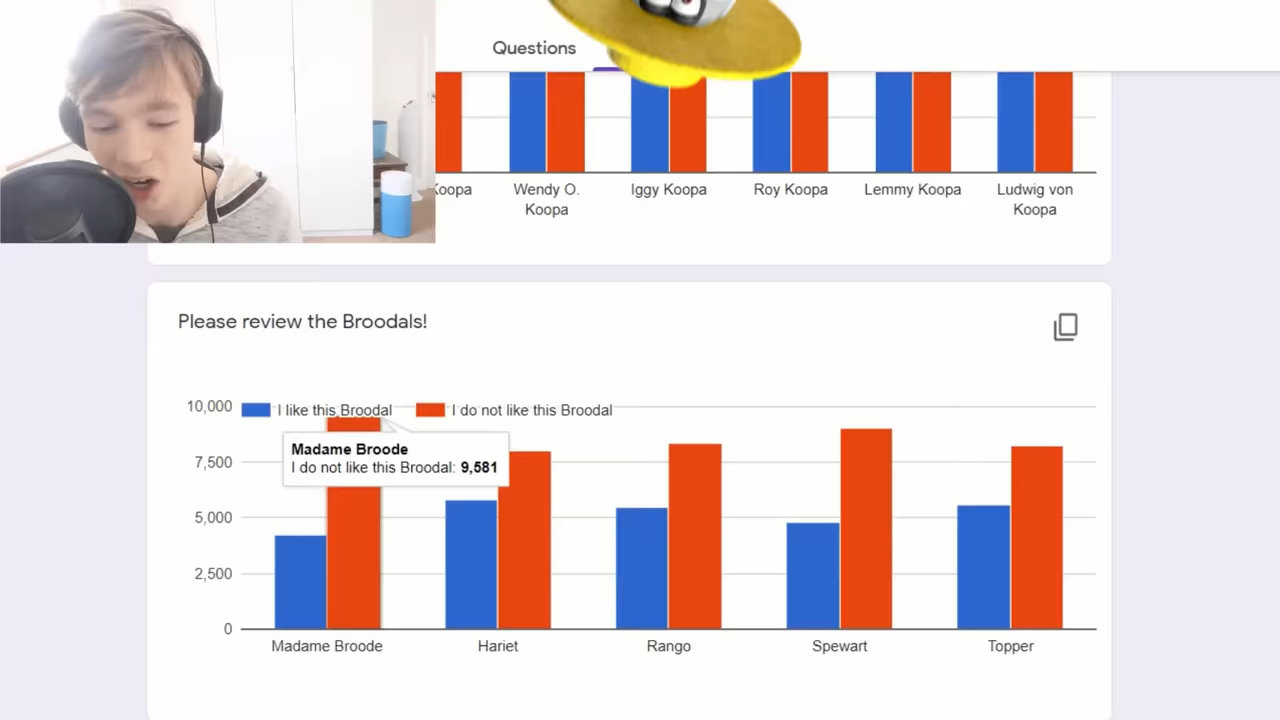 Questions
Koopa
Wendy O.
Koopa
Iggy Koopa
Roy Koopa
Lemmy Koopa
Ludwig von
Koopa
Please review the Broodals!
10,000
I like this Broodal
I do not like this Broodal
Madame Broode
I do not like this Broodal: 9,581
7,500
5,000
2,500
0
Madame Broode
Hariet
Rango
Spewart
Topper